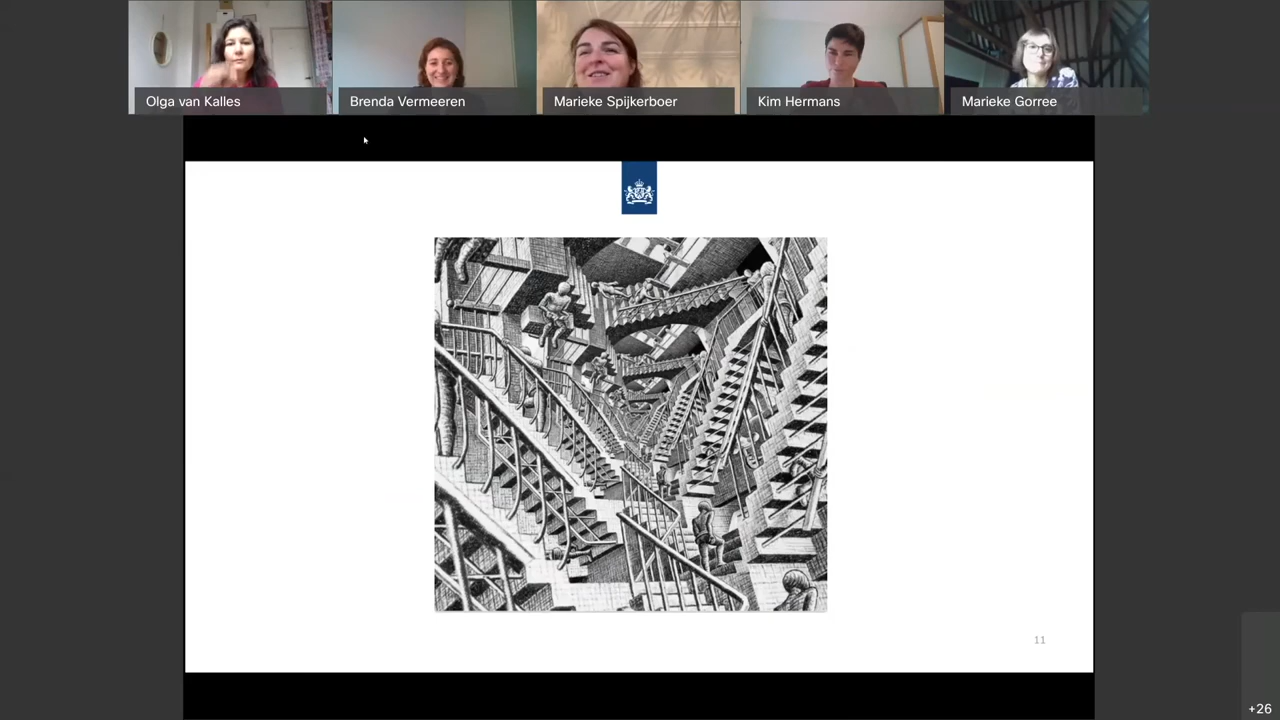 Olga van Kalles
Brenda Vermeeren
Marieke Spijkerboer
Kim Hermans
Marieke Gorree
11
+26